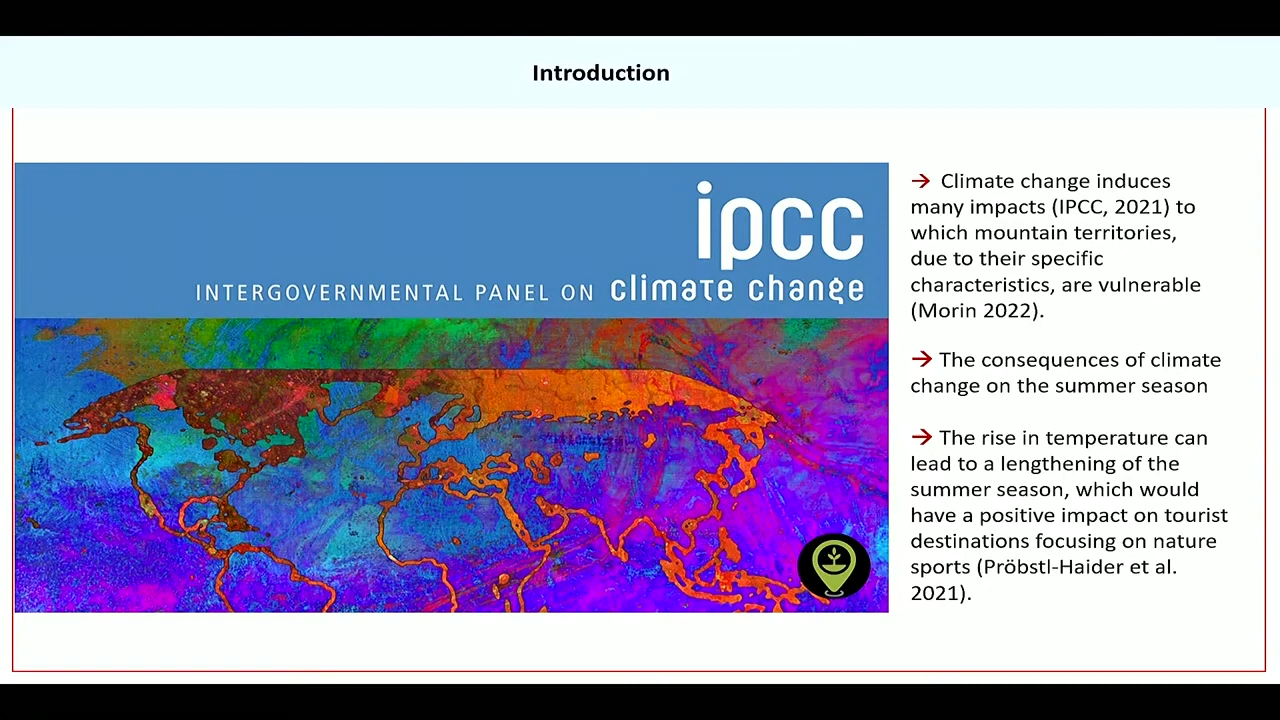 Introduction
ipcc
INTERGOVERNMENTAL PANEL ON climate change
→ Climate change induces
many impacts (IPCC, 2021) to
which mountain territories,
due to their specific
characteristics, are vulnerable
(Morin 2022).
→ The consequences of climate
change on the summer season
→ The rise in temperature can
lead to a lengthening of the
summer season, which would
have a positive impact on tourist
destinations focusing on nature
sports (Pröbstl-Haider et al.
2021).